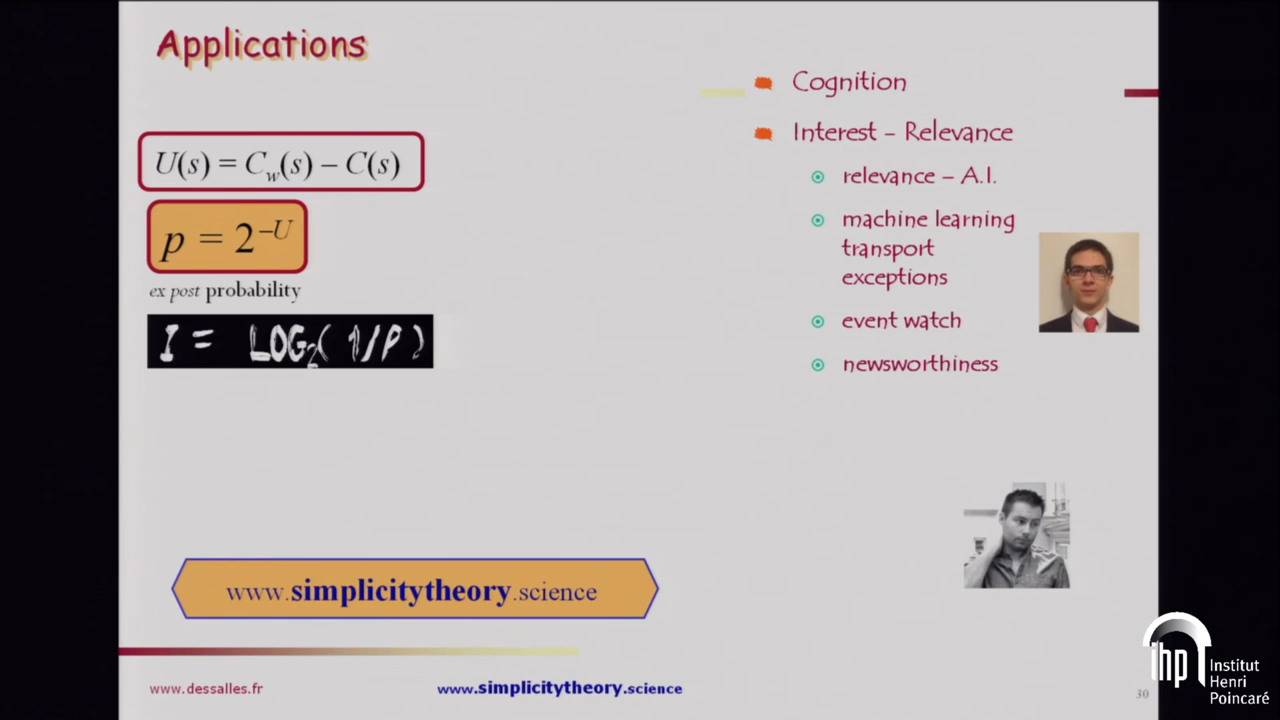 Applications
U(s) = C_w(s) – C(s)
p = 2^–U
ex post probability
I = LOG₂( 1/P )
Cognition
Interest – Relevance
relevance – A.I.
machine learning
transport
exceptions
event watch
newsworthiness
www.simplicitytheory.science
www.dessalles.fr
www.simplicitytheory.science
30
ihp
Institut
Henri
Poincaré